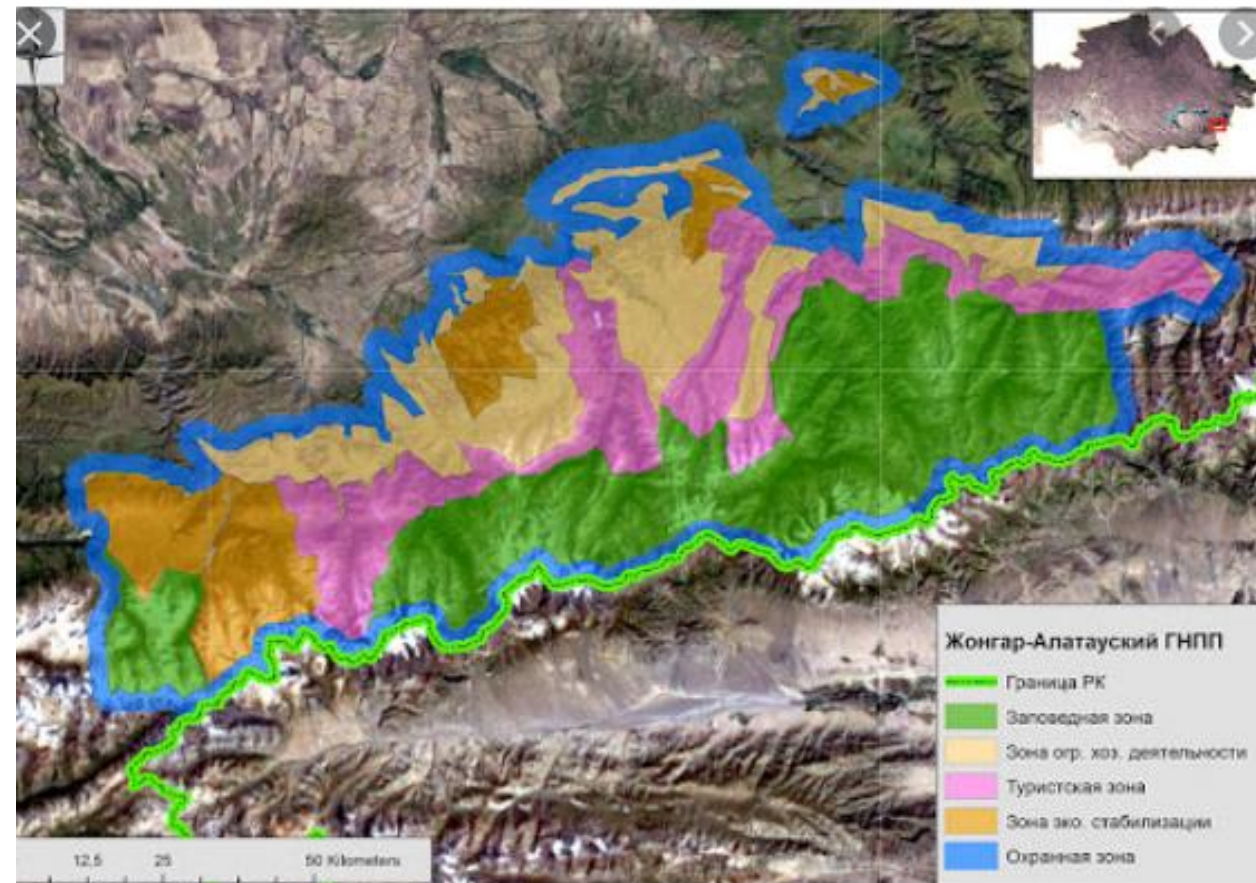 Жонгар-Алатауский ГНПП
Граница РК
Заповедная зона
Зона огр. хоз. деятельности
Туристская зона
Зона эко. стабилизации
Охранная зона
12,5 25 50 Kilometers